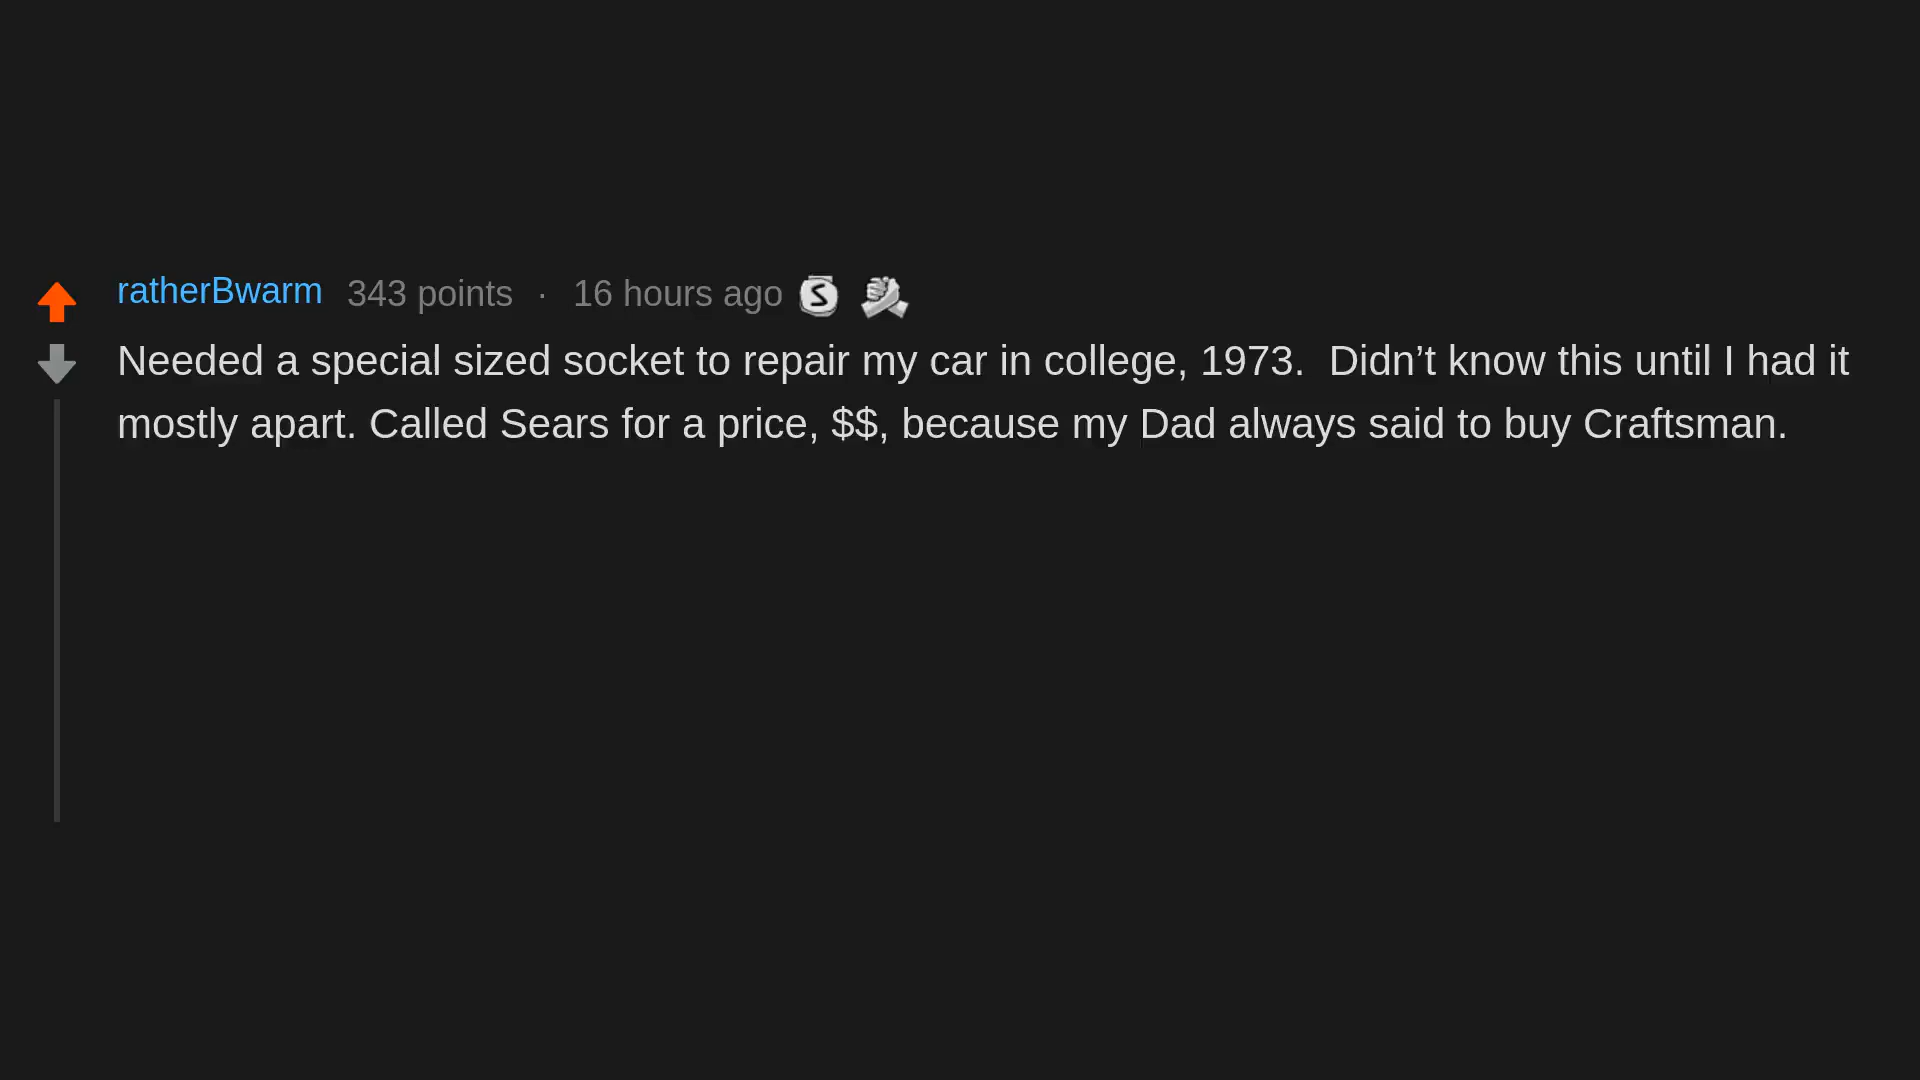 ratherBwarm 343 points · 16 hours ago
Needed a special sized socket to repair my car in college, 1973.  Didn’t know this until I had it
mostly apart. Called Sears for a price, $$, because my Dad always said to buy Craftsman.